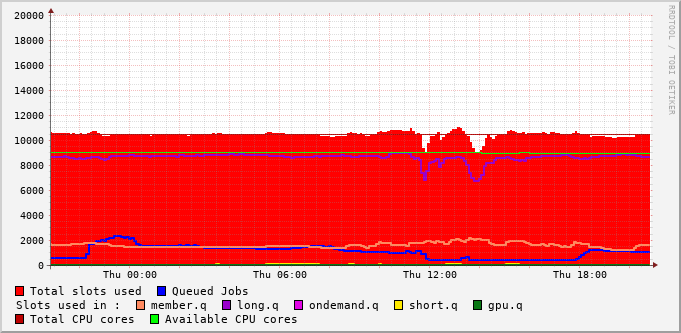 20000
18000
16000
14000
12000
10000
8000
6000
4000
2000
0
Thu 00:00 Thu 06:00 Thu 12:00 Thu 18:00
RRDTOOL / TOBI OETIKER
Total slots used Queued Jobs
Slots used in : member.q long.q ondemand.q short.q gpu.q
Total CPU cores Available CPU cores